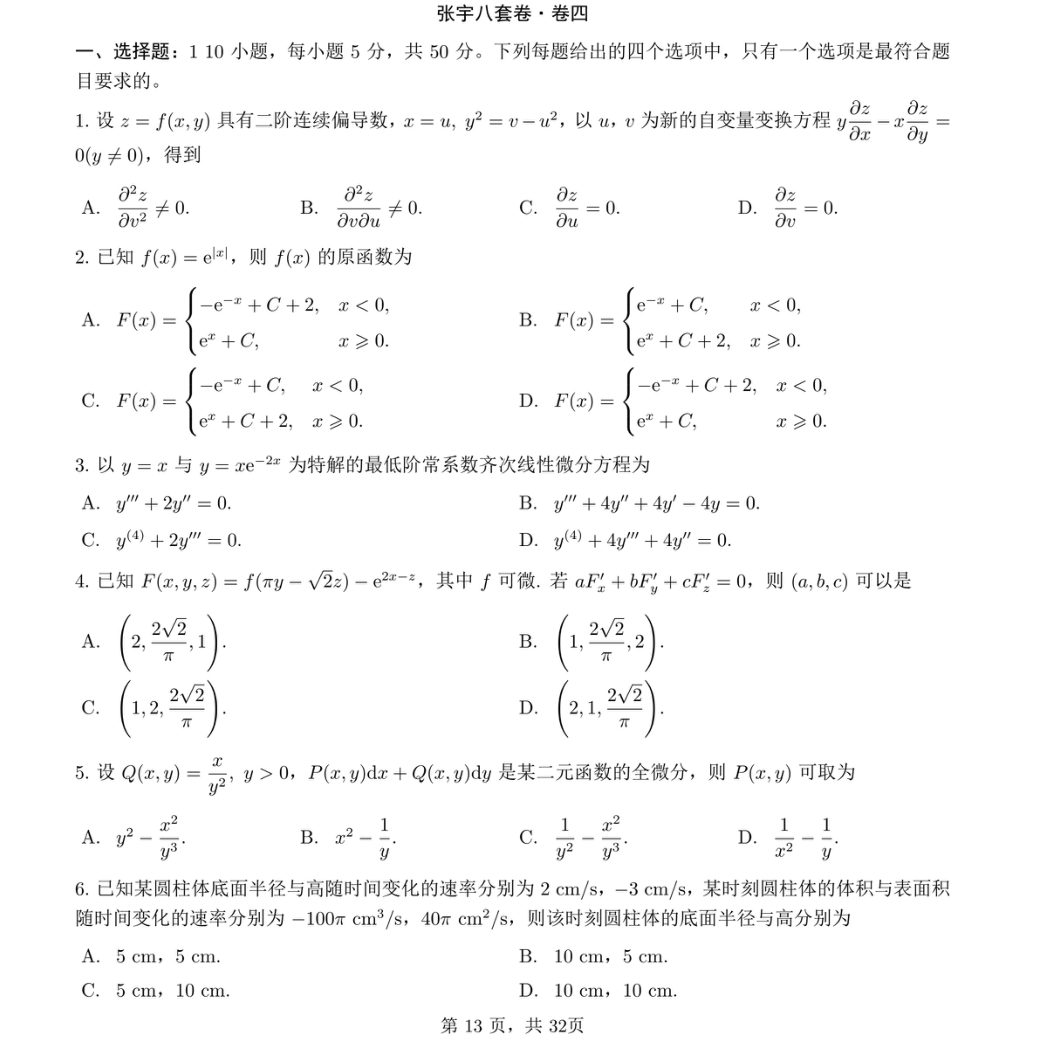 张宇八套卷·卷四
一、选择题：1 10 小题，每小题 5 分，共 50 分。下列每题给出的四个选项中，只有一个选项是最符合题
目要求的。
1. 设 z = f(x, y) 具有二阶连续偏导数，x = u, y² = v − u²，以 u，v 为新的自变量变换方程 y ∂z/∂x − x ∂z/∂y =
0(y ≠ 0)，得到
A. ∂²z/∂v² ≠ 0. B. ∂²z/∂v∂u ≠ 0. C. ∂z/∂u = 0. D. ∂z/∂v = 0.
2. 已知 f(x) = e^{|x|}，则 f(x) 的原函数为
A. F(x) = { −e^{−x} + C + 2, x < 0, e^x + C, x ⩾ 0. B. F(x) = { e^{−x} + C, x < 0, e^x + C + 2, x ⩾ 0.
C. F(x) = { −e^{−x} + C, x < 0, e^x + C + 2, x ⩾ 0. D. F(x) = { −e^{−x} + C + 2, x < 0, e^x + C, x ⩾ 0.
3. 以 y = x 与 y = xe^{−2x} 为特解的最低阶常系数齐次线性微分方程为
A. y''' + 2y'' = 0. B. y''' + 4y'' + 4y' − 4y = 0.
C. y^{(4)} + 2y''' = 0. D. y^{(4)} + 4y''' + 4y'' = 0.
4. 已知 F(x, y, z) = f(πy − √2z) − e^{2x−z}，其中 f 可微. 若 aF'_x + bF'_y + cF'_z = 0，则 (a, b, c) 可以是
A. (2, 2√2/π, 1). B. (1, 2√2/π, 2).
C. (1, 2, 2√2/π). D. (2, 1, 2√2/π).
5. 设 Q(x, y) = x/y², y > 0，P(x, y)dx + Q(x, y)dy 是某二元函数的全微分，则 P(x, y) 可取为
A. y² − x²/y³. B. x² − 1/y. C. 1/y² − x²/y³. D. 1/x² − 1/y.
6. 已知某圆柱体底面半径与高随时间变化的速率分别为 2 cm/s，−3 cm/s，某时刻圆柱体的体积与表面积
随时间变化的速率分别为 −100π cm³/s，40π cm²/s，则该时刻圆柱体的底面半径与高分别为
A. 5 cm，5 cm. B. 10 cm，5 cm.
C. 5 cm，10 cm. D. 10 cm，10 cm.
第 13 页，共 32页